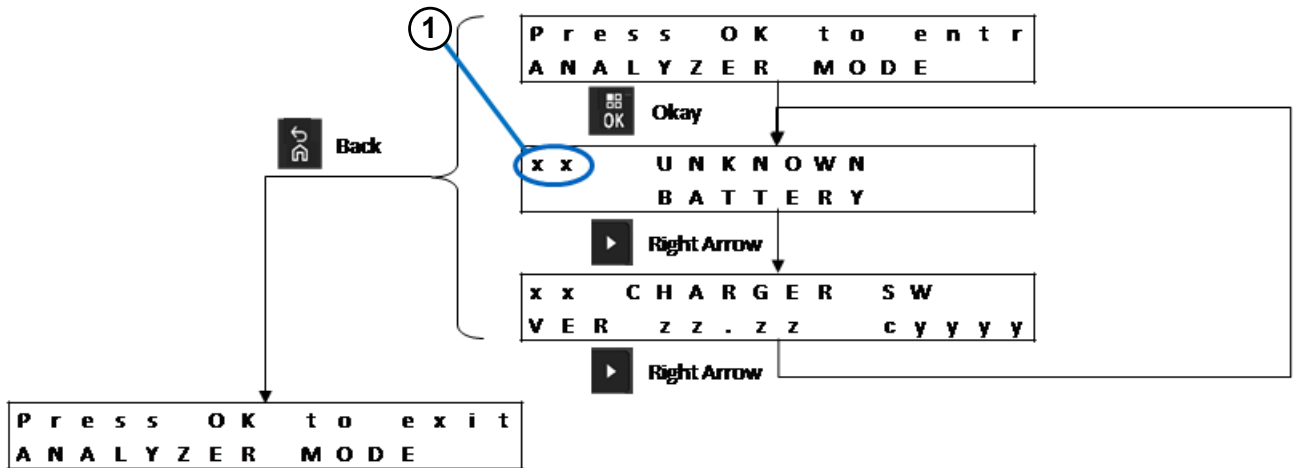 1
Press OK to entr
ANALYZER MODE
OK
Okay
Back
xx UNKNOWN
BATTERY
Right Arrow
xx CHARGER SW
VER zz.zz cyyyy
Right Arrow
Press OK to exit
ANALYZER MODE